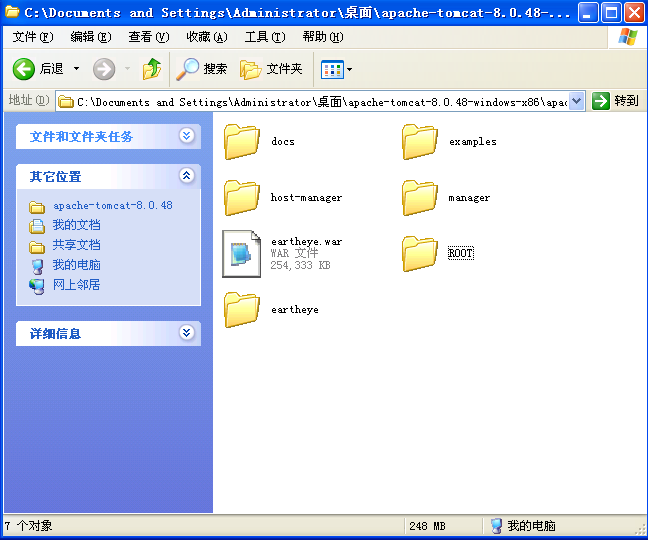 C:\Documents and Settings\Administrator\桌面\apache-tomcat-8.0.48-...
文件(F) 编辑(E) 查看(V) 收藏(A) 工具(T) 帮助(H)
后退 搜索 文件夹
地址(D) C:\Documents and Settings\Administrator\桌面\apache-tomcat-8.0.48-windows-x86\apac 转到
文件和文件夹任务
其它位置
apache-tomcat-8.0.48
我的文档
共享文档
我的电脑
网上邻居
详细信息
docs
examples
host-manager
manager
eartheye.war
WAR 文件
254,333 KB
ROOT
eartheye
7 个对象 248 MB 我的电脑